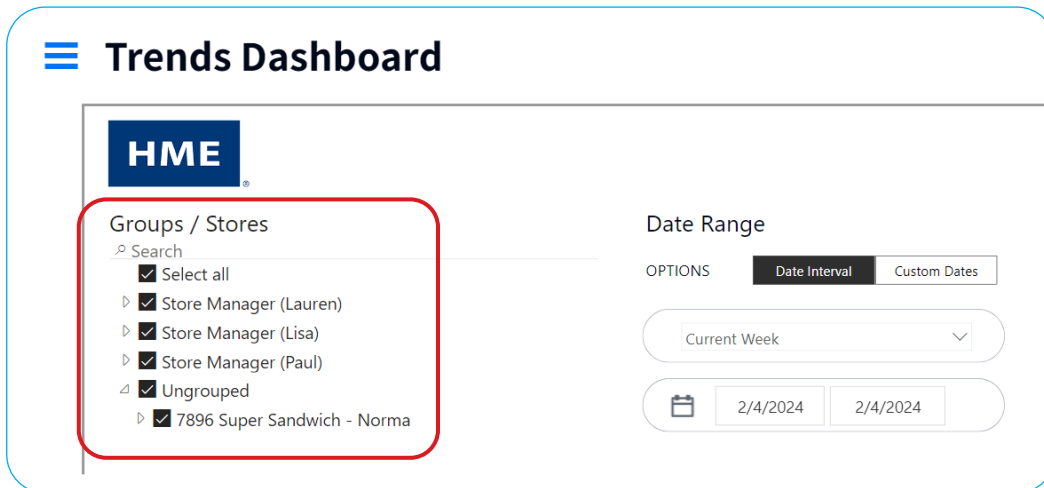 Trends Dashboard
HME
®
Groups / Stores
Search
Select all
Store Manager (Lauren)
Store Manager (Lisa)
Store Manager (Paul)
Ungrouped
7896 Super Sandwich - Norma
Date Range
OPTIONS Date Interval Custom Dates
Current Week
2/4/2024 2/4/2024